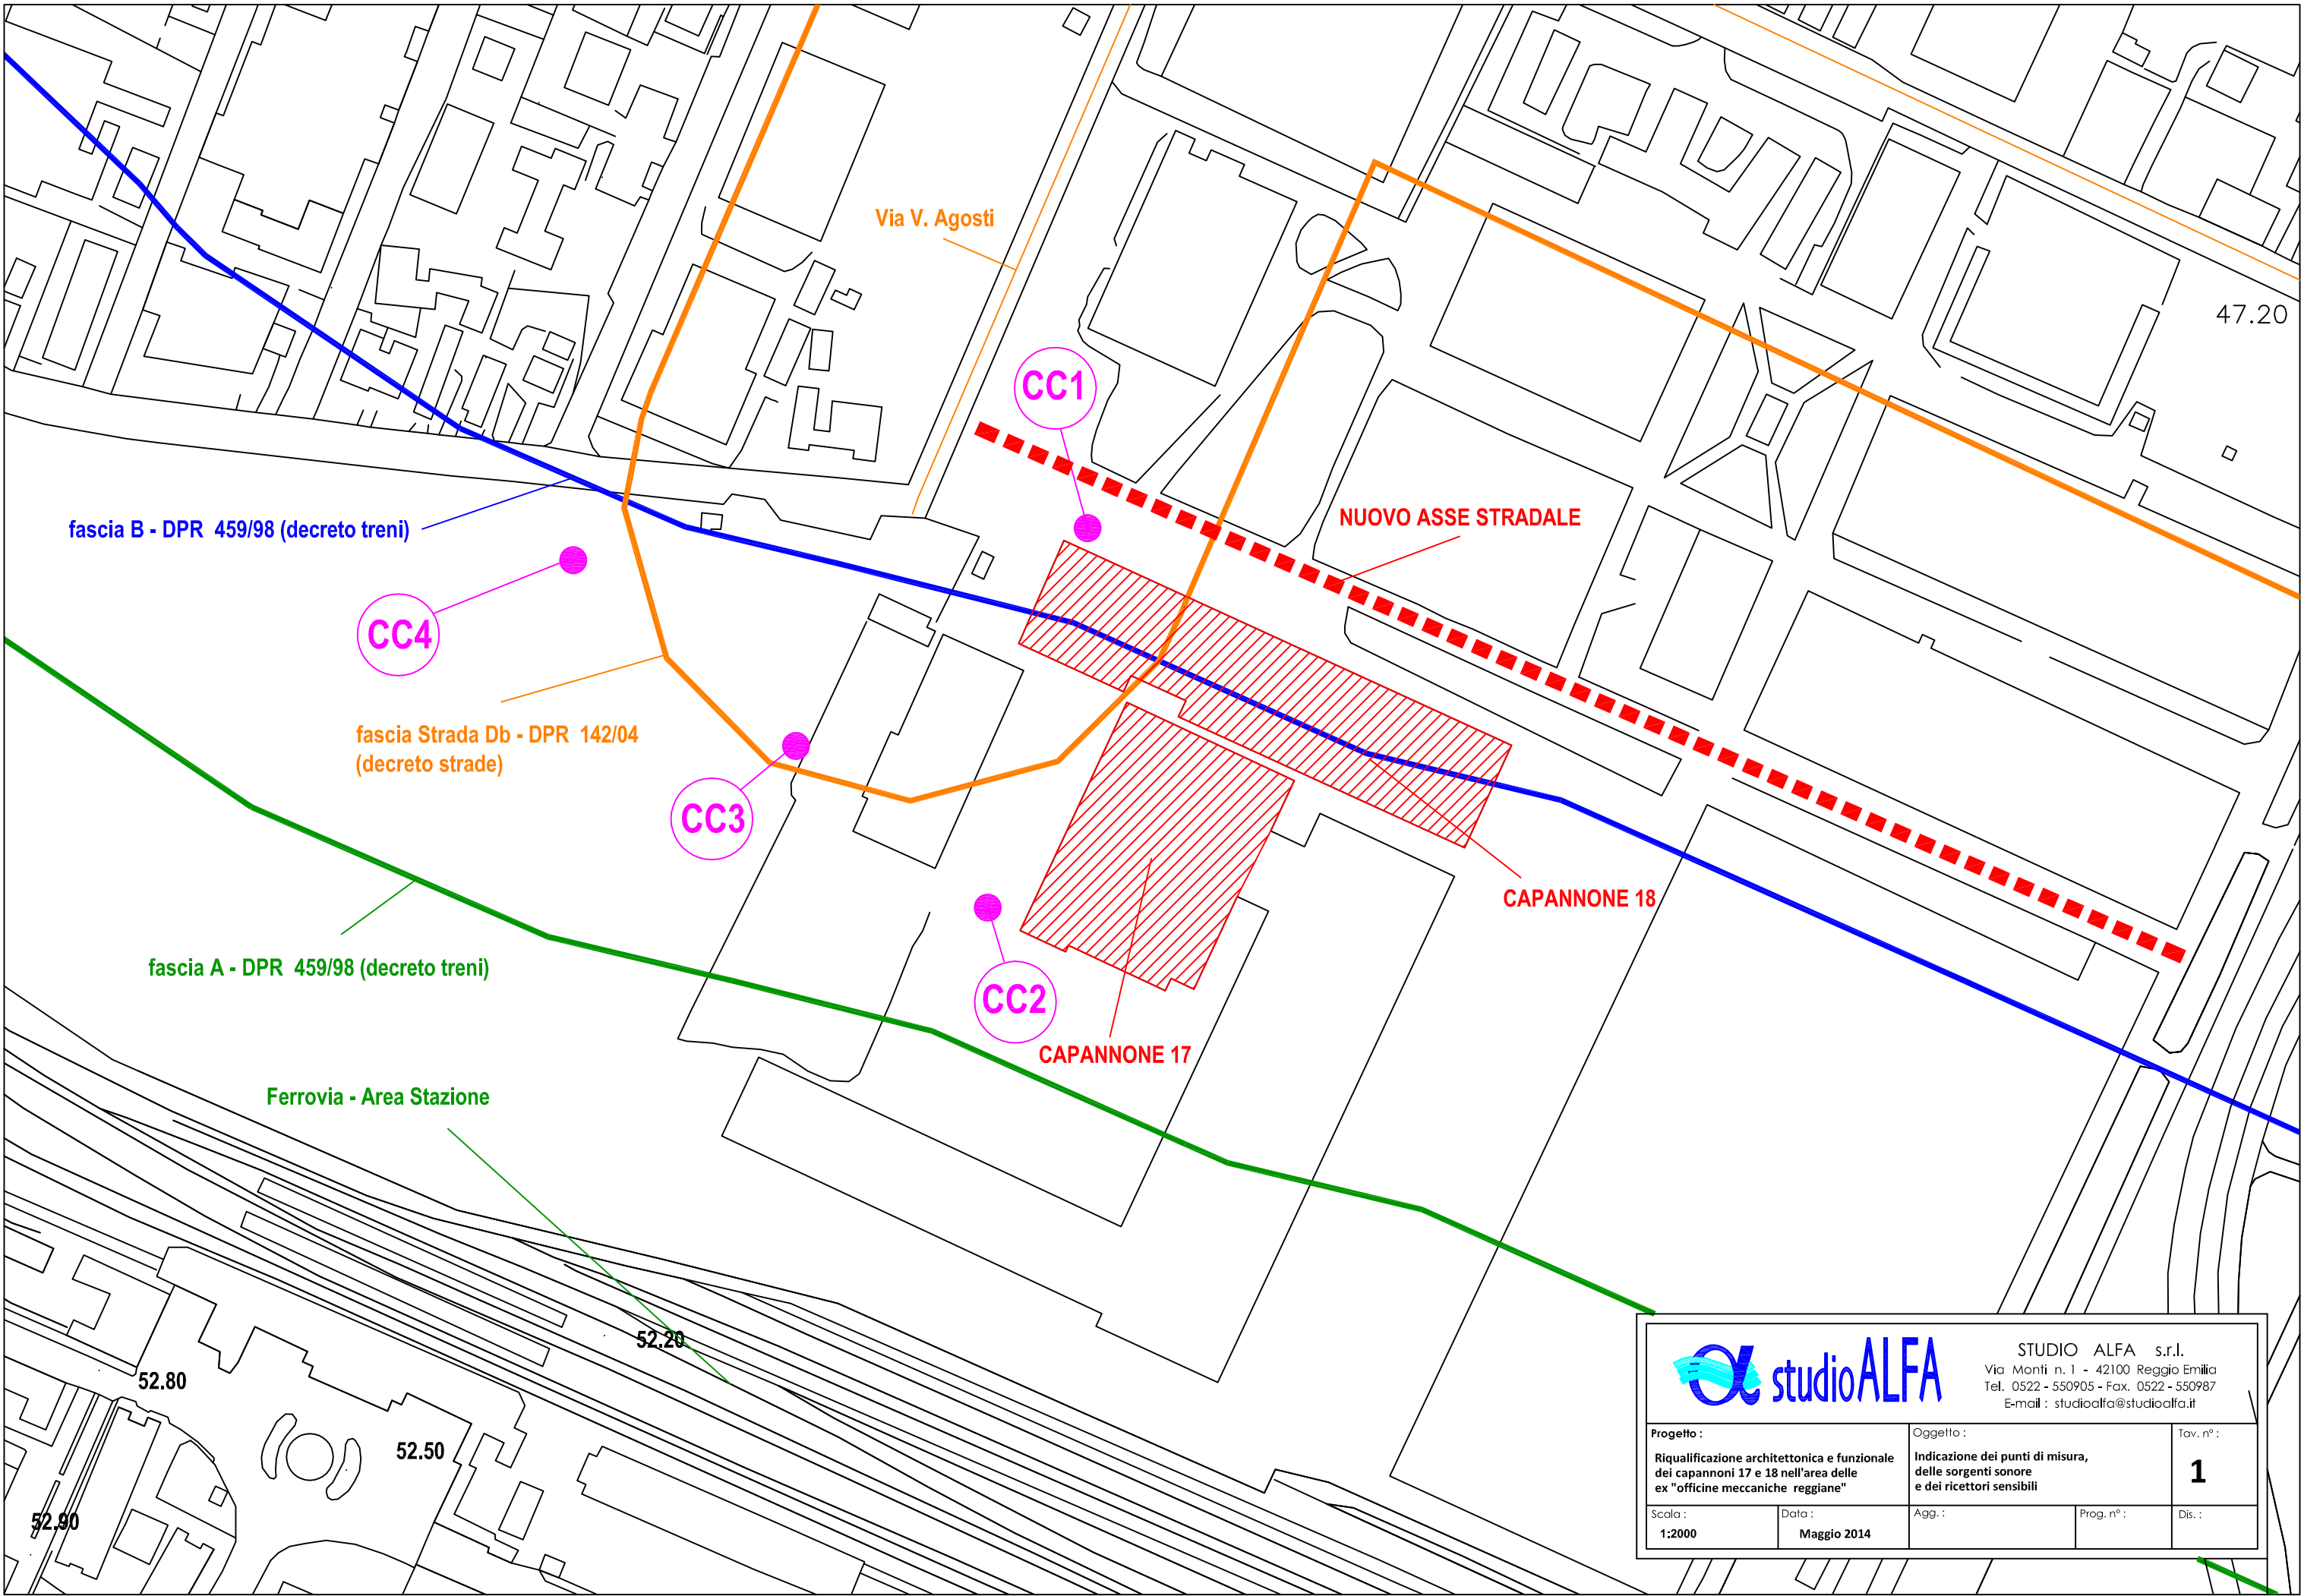 Via V. Agosti
47.20
CC1
NUOVO ASSE STRADALE
fascia B - DPR 459/98 (decreto treni)
CC4
fascia Strada Db - DPR 142/04
(decreto strade)
CC3
CAPANNONE 18
fascia A - DPR 459/98 (decreto treni)
CC2
CAPANNONE 17
Ferrovia - Area Stazione
52.20
52.80
52.50
52.90
studioALFA
STUDIO ALFA s.r.l.
Via Monti n. 1 - 42100 Reggio Emilia
Tel. 0522 - 550905 - Fax. 0522 - 550987
E-mail : studioalfa@studioalfa.it
Progetto :
Riqualificazione architettonica e funzionale
dei capannoni 17 e 18 nell'area delle
ex "officine meccaniche reggiane"
Oggetto :
Indicazione dei punti di misura,
delle sorgenti sonore
e dei ricettori sensibili
Tav. n° :
1
Scala :
1:2000
Data :
Maggio 2014
Agg. :
Prog. n° :
Dis. :